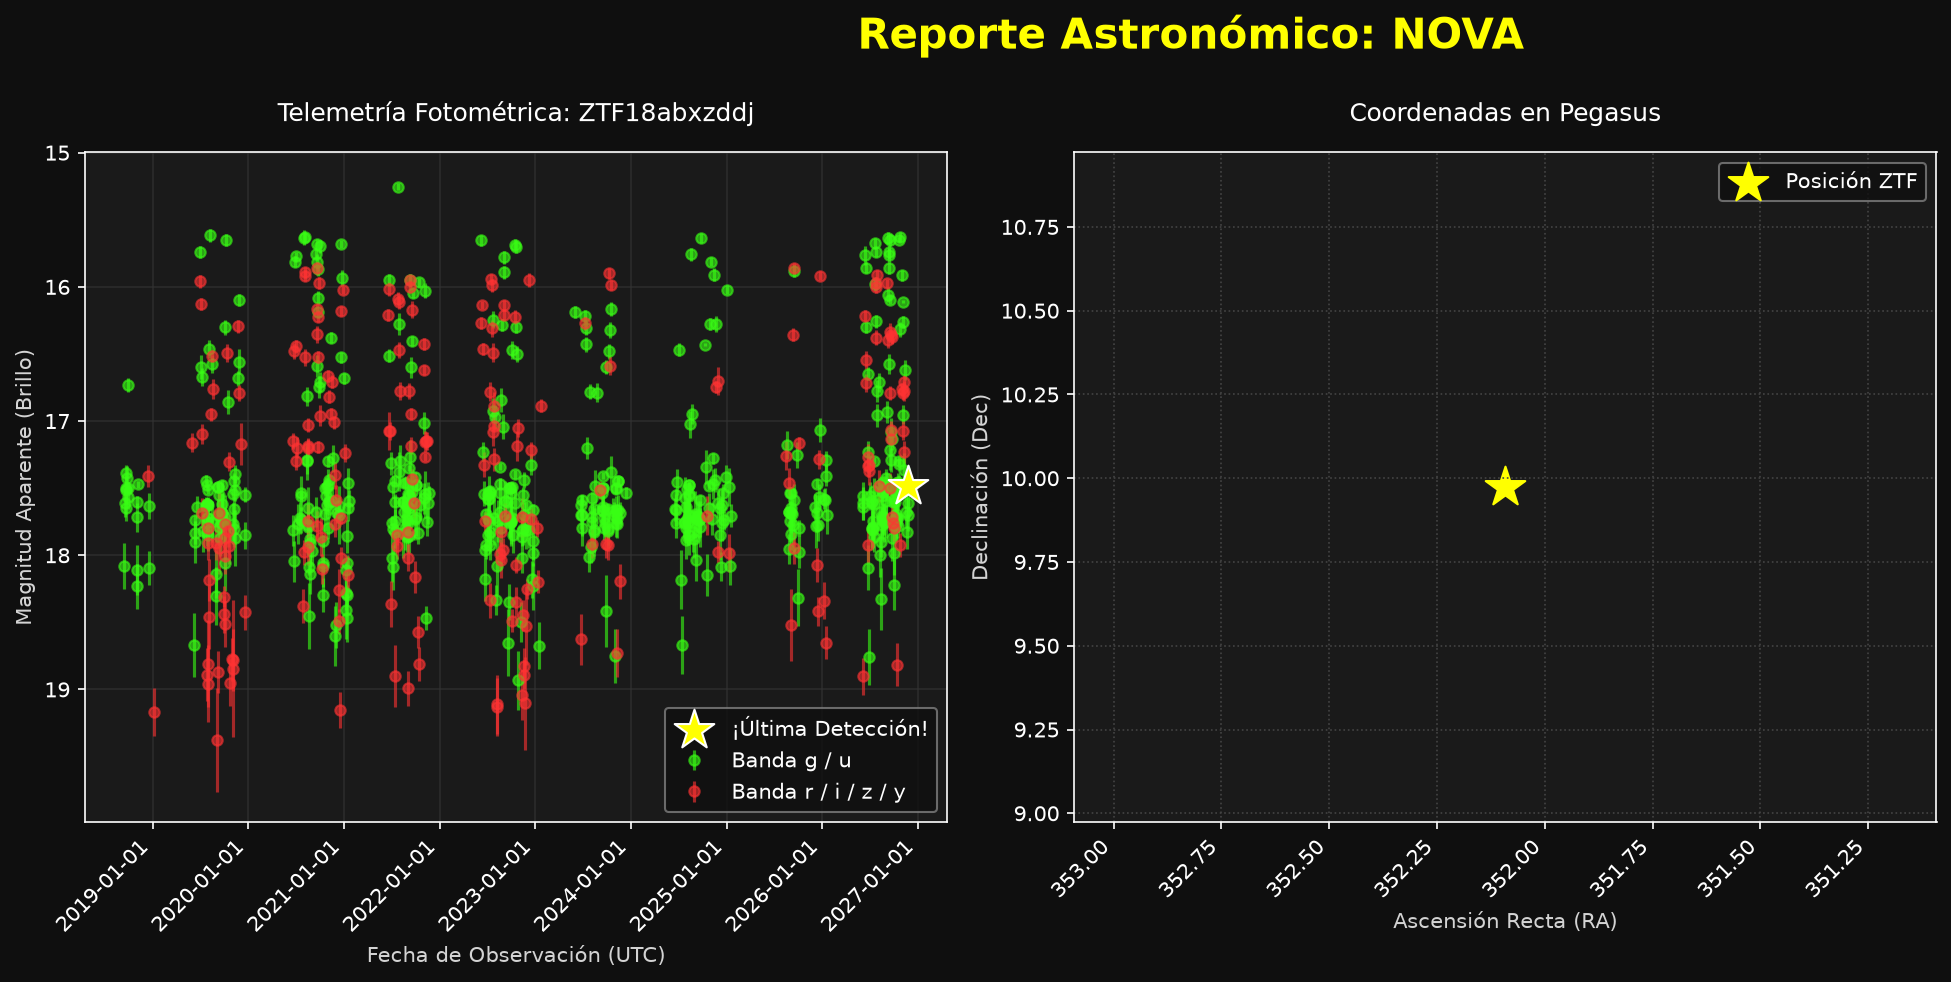 Reporte Astronómico: NOVA
Telemetría Fotométrica: ZTF18abxzddj
Magnitud Aparente (Brillo)
15
16
17
18
19
¡Última Detección!
Banda g / u
Banda r / i / z / y
2019-01-01
2020-01-01
2021-01-01
2022-01-01
2023-01-01
2024-01-01
2025-01-01
2026-01-01
2027-01-01
Fecha de Observación (UTC)
Coordenadas en Pegasus
Posición ZTF
Declinación (Dec)
10.75
10.50
10.25
10.00
9.75
9.50
9.25
9.00
353.00
352.75
352.50
352.25
352.00
351.75
351.50
351.25
Ascensión Recta (RA)